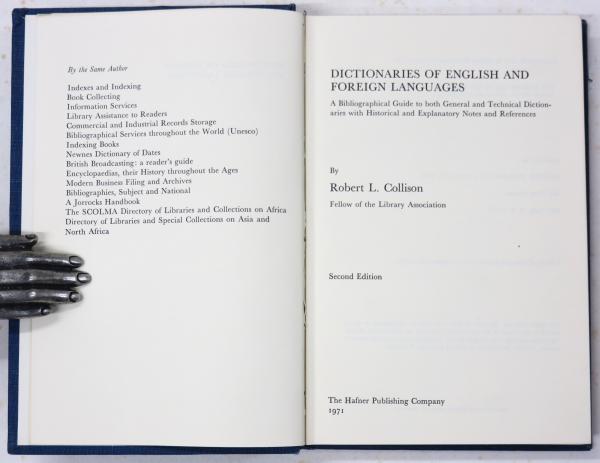 By the Same Author
Indexes and Indexing
Book Collecting
Information Services
Library Assistance to Readers
Commercial and Industrial Records Storage
Bibliographical Services throughout the World (Unesco)
Indexing Books
Newnes Dictionary of Dates
British Broadcasting: a reader's guide
Encyclopaedias, their History throughout the Ages
Modern Business Filing and Archives
Bibliographies, Subject and National
A Jorrocks Handbook
The SCOLMA Directory of Libraries and Collections on Africa
Directory of Libraries and Special Collections on Asia and
North Africa
DICTIONARIES OF ENGLISH AND
FOREIGN LANGUAGES
A Bibliographical Guide to both General and Technical Diction-
aries with Historical and Explanatory Notes and References
By
Robert L. Collison
Fellow of the Library Association
Second Edition
The Hafner Publishing Company
1971